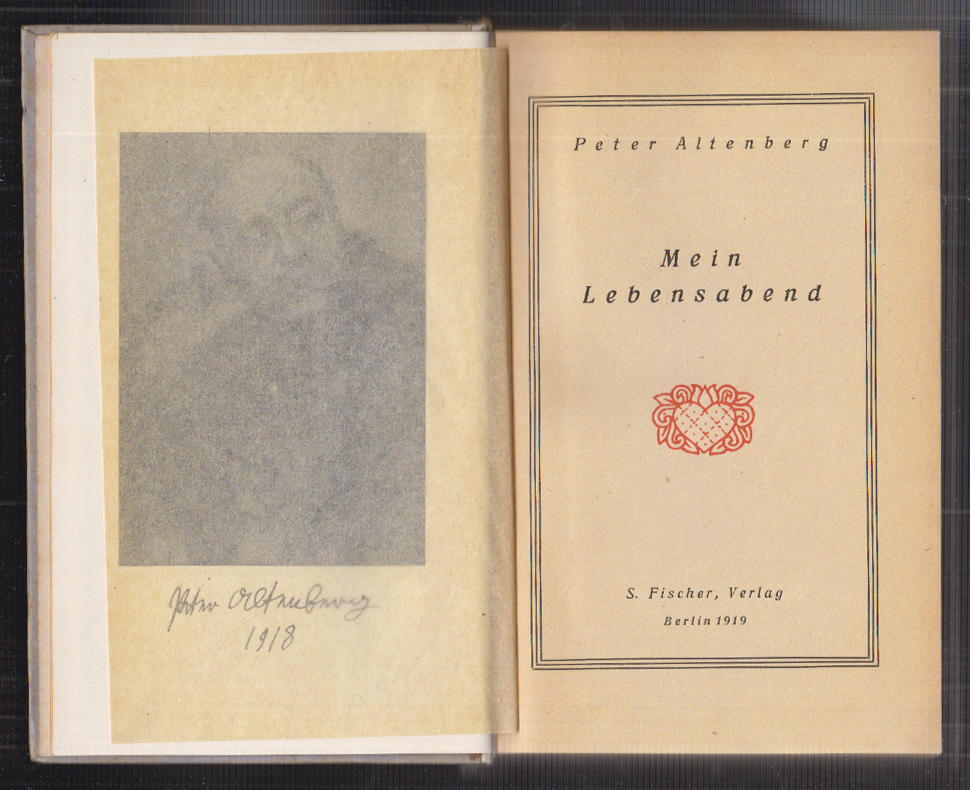 Peter Altenberg
1918
Peter Altenberg
Mein
Lebensabend
S. Fischer, Verlag
Berlin 1919